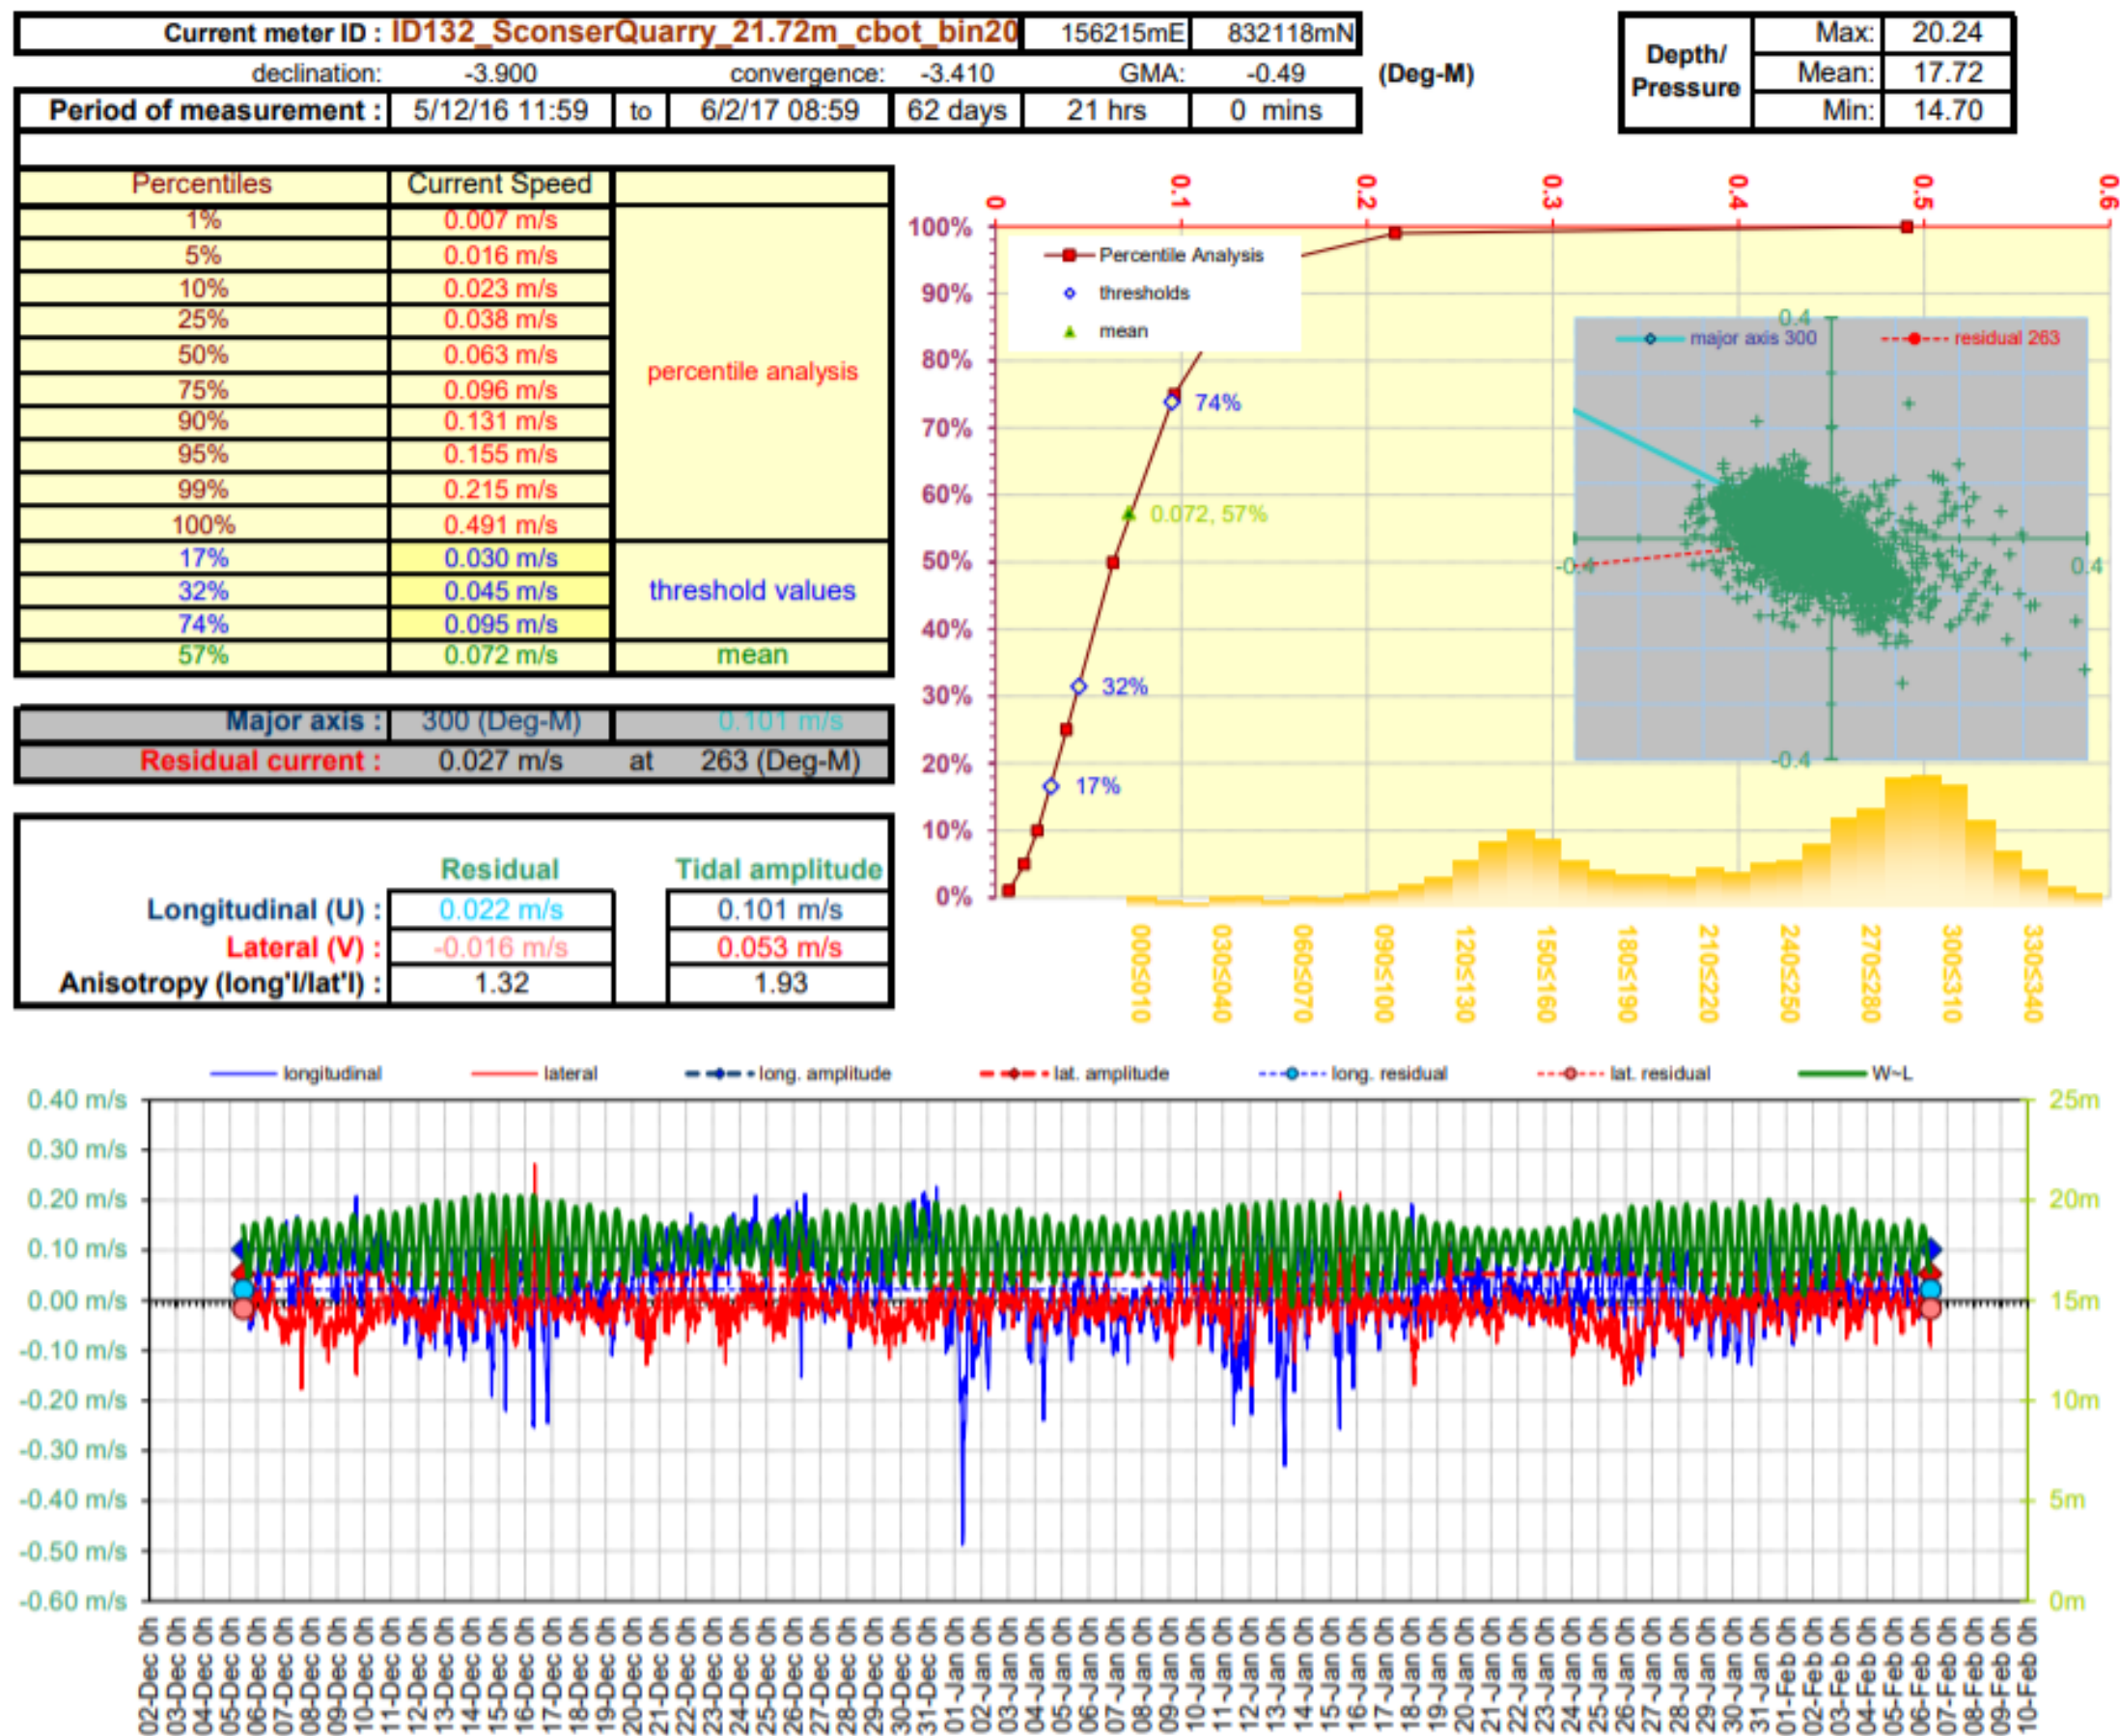 Current meter ID : ID132_SconserQuarry_21.72m_cbot_bin20 156215mE 832118mN
declination: -3.900 convergence: -3.410 GMA: -0.49 (Deg-M)
Period of measurement : 5/12/16 11:59 to 6/2/17 08:59 62 days 21 hrs 0 mins
Depth/ Pressure
Max: 20.24
Mean: 17.72
Min: 14.70
Percentiles Current Speed
1% 0.007 m/s
5% 0.016 m/s
10% 0.023 m/s
25% 0.038 m/s
50% 0.063 m/s
75% 0.096 m/s
90% 0.131 m/s
95% 0.155 m/s
99% 0.215 m/s
100% 0.491 m/s
percentile analysis
17% 0.030 m/s
32% 0.045 m/s
74% 0.095 m/s
threshold values
57% 0.072 m/s mean
Major axis : 300 (Deg-M) 0.101 m/s
Residual current : 0.027 m/s at 263 (Deg-M)
Residual Tidal amplitude
Longitudinal (U) : 0.022 m/s 0.101 m/s
Lateral (V) : -0.016 m/s 0.053 m/s
Anisotropy (long'l/lat'l) : 1.32 1.93
0 0.1 0.2 0.3 0.4 0.5 0.6
100%
90%
80%
70%
60%
50%
40%
30%
20%
10%
0%
Percentile Analysis
thresholds
mean
74%
0.072, 57%
32%
17%
0.4
major axis 300 residual 263
-0.4 0.4
-0.4
000≤010 030≤040 060≤070 090≤100 120≤130 150≤160 180≤190 210≤220 240≤250 270≤280 300≤310 330≤340
longitudinal lateral long. amplitude lat. amplitude long. residual lat. residual W~L
0.40 m/s
0.30 m/s
0.20 m/s
0.10 m/s
0.00 m/s
-0.10 m/s
-0.20 m/s
-0.30 m/s
-0.40 m/s
-0.50 m/s
-0.60 m/s
25m
20m
15m
10m
5m
0m
02-Dec 0h
03-Dec 0h
04-Dec 0h
05-Dec 0h
06-Dec 0h
07-Dec 0h
08-Dec 0h
09-Dec 0h
10-Dec 0h
11-Dec 0h
12-Dec 0h
13-Dec 0h
14-Dec 0h
15-Dec 0h
16-Dec 0h
17-Dec 0h
18-Dec 0h
19-Dec 0h
20-Dec 0h
21-Dec 0h
22-Dec 0h
23-Dec 0h
24-Dec 0h
25-Dec 0h
26-Dec 0h
27-Dec 0h
28-Dec 0h
29-Dec 0h
30-Dec 0h
31-Dec 0h
01-Jan 0h
02-Jan 0h
03-Jan 0h
04-Jan 0h
05-Jan 0h
06-Jan 0h
07-Jan 0h
08-Jan 0h
09-Jan 0h
10-Jan 0h
11-Jan 0h
12-Jan 0h
13-Jan 0h
14-Jan 0h
15-Jan 0h
16-Jan 0h
17-Jan 0h
18-Jan 0h
19-Jan 0h
20-Jan 0h
21-Jan 0h
22-Jan 0h
23-Jan 0h
24-Jan 0h
25-Jan 0h
26-Jan 0h
27-Jan 0h
28-Jan 0h
29-Jan 0h
30-Jan 0h
31-Jan 0h
01-Feb 0h
02-Feb 0h
03-Feb 0h
04-Feb 0h
05-Feb 0h
06-Feb 0h
07-Feb 0h
08-Feb 0h
09-Feb 0h
10-Feb 0h